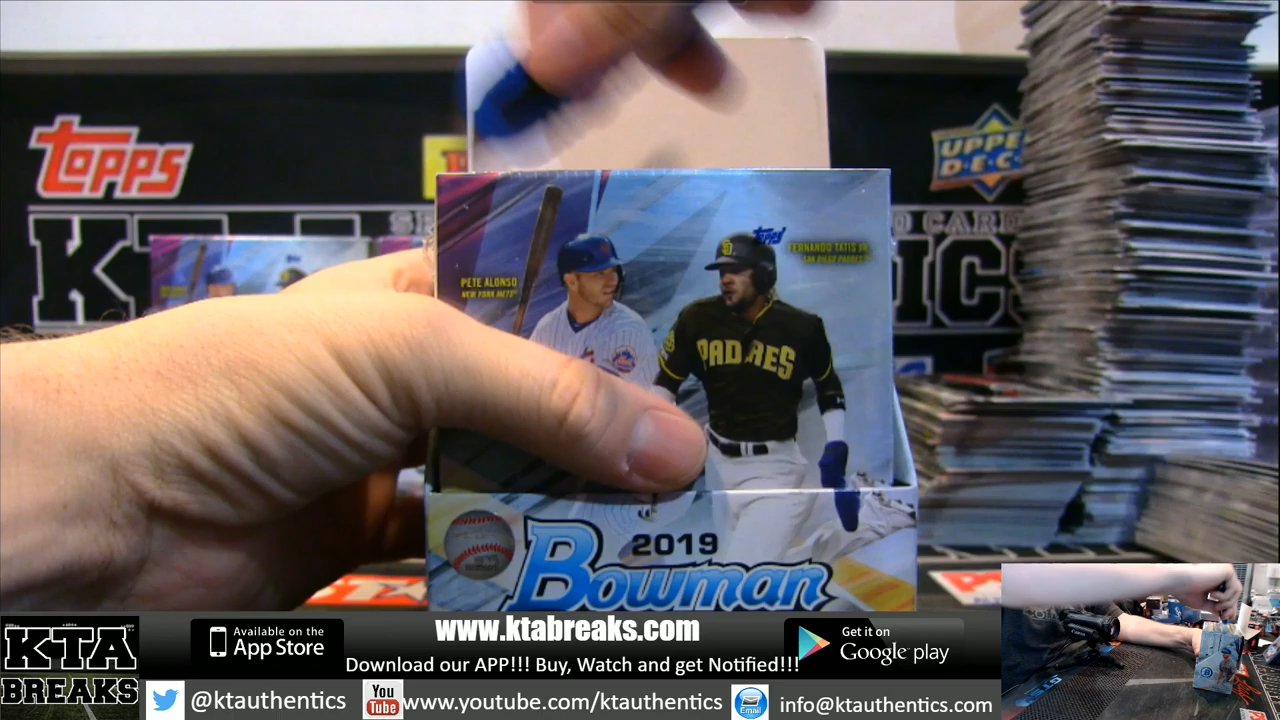 TOPPS
UPPE
D·E·C
KTA
PETE ALONSO
NEW YORK METS
topps
FERNANDO TATIS JR.
SAN DIEGO PADRES
PADRES
2019
Bowman
KTA
BREAKS
Available on the
App Store
www.ktabreaks.com
Get it on
Google play
Download our APP!!! Buy, Watch and get Notified!!!
@ktauthentics
You
Tube
www.youtube.com/ktauthentics
Email
info@ktauthentics.com